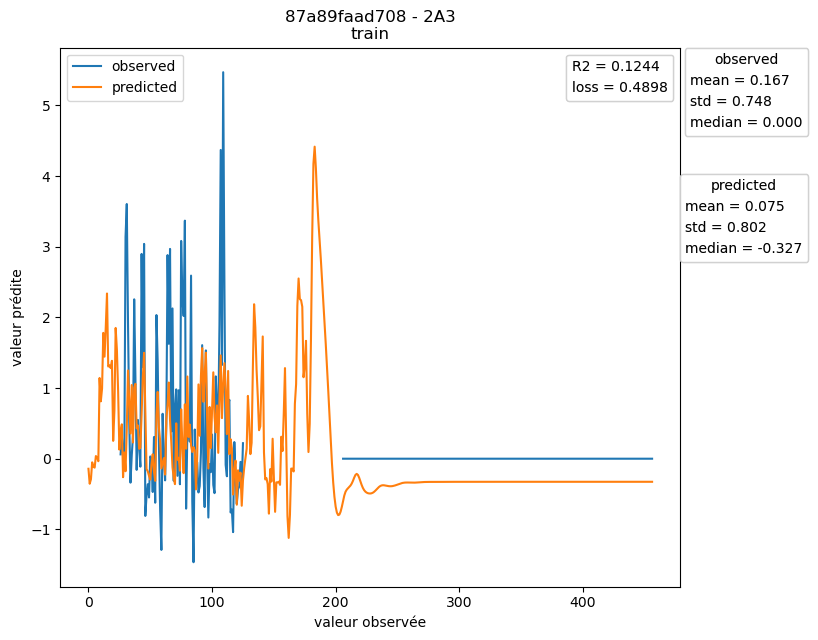 87a89faad708 - 2A3
train
observed
predicted
R2 = 0.1244
loss = 0.4898
observed
mean = 0.167
std = 0.748
median = 0.000
predicted
mean = 0.075
std = 0.802
median = -0.327
valeur prédite
5
4
3
2
1
0
−1
0
100
200
300
400
valeur observée